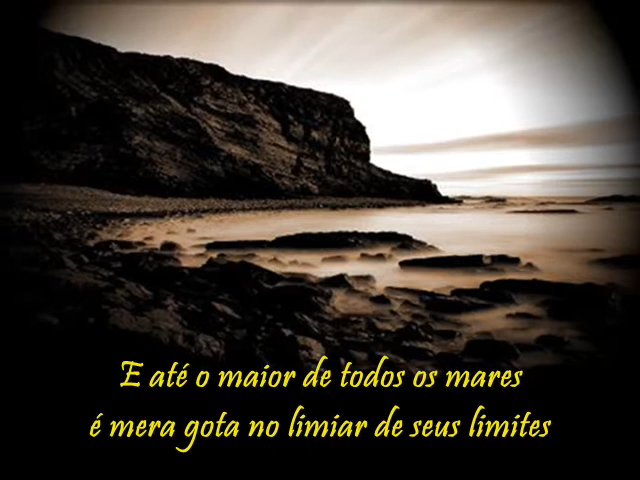 E até o maior de todos os mares
é mera gota no limiar de seus limites